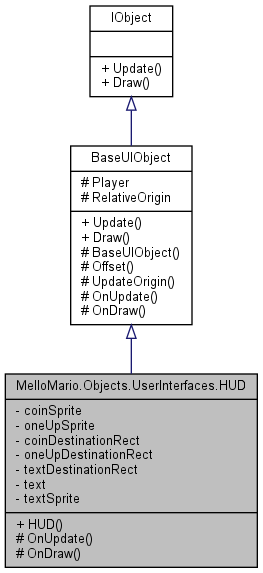 IObject
+ Update()
+ Draw()
BaseUIObject
# Player
# RelativeOrigin
+ Update()
+ Draw()
# BaseUIObject()
# Offset()
# UpdateOrigin()
# OnUpdate()
# OnDraw()
MelloMario.Objects.UserInterfaces.HUD
- coinSprite
- oneUpSprite
- coinDestinationRect
- oneUpDestinationRect
- textDestinationRect
- text
- textSprite
+ HUD()
# OnUpdate()
# OnDraw()